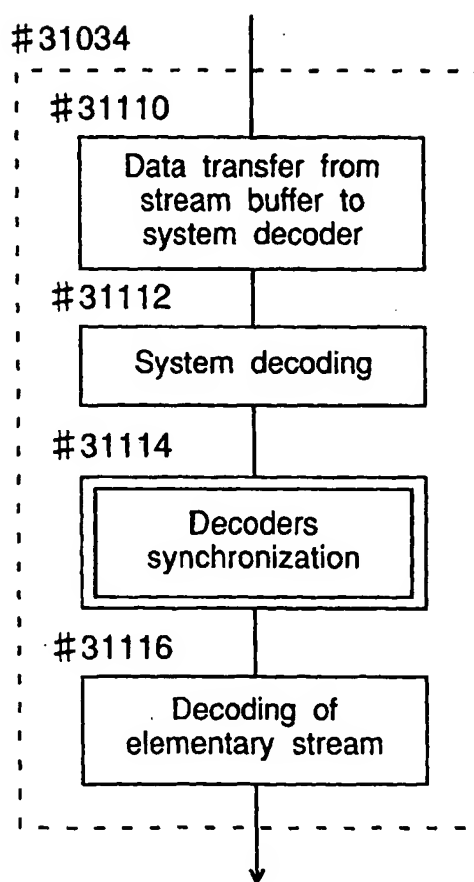 #31034
#31110
Data transfer from
stream buffer to
system decoder
#31112
System decoding
#31114
Decoders
synchronization
#31116
Decoding of
elementary stream